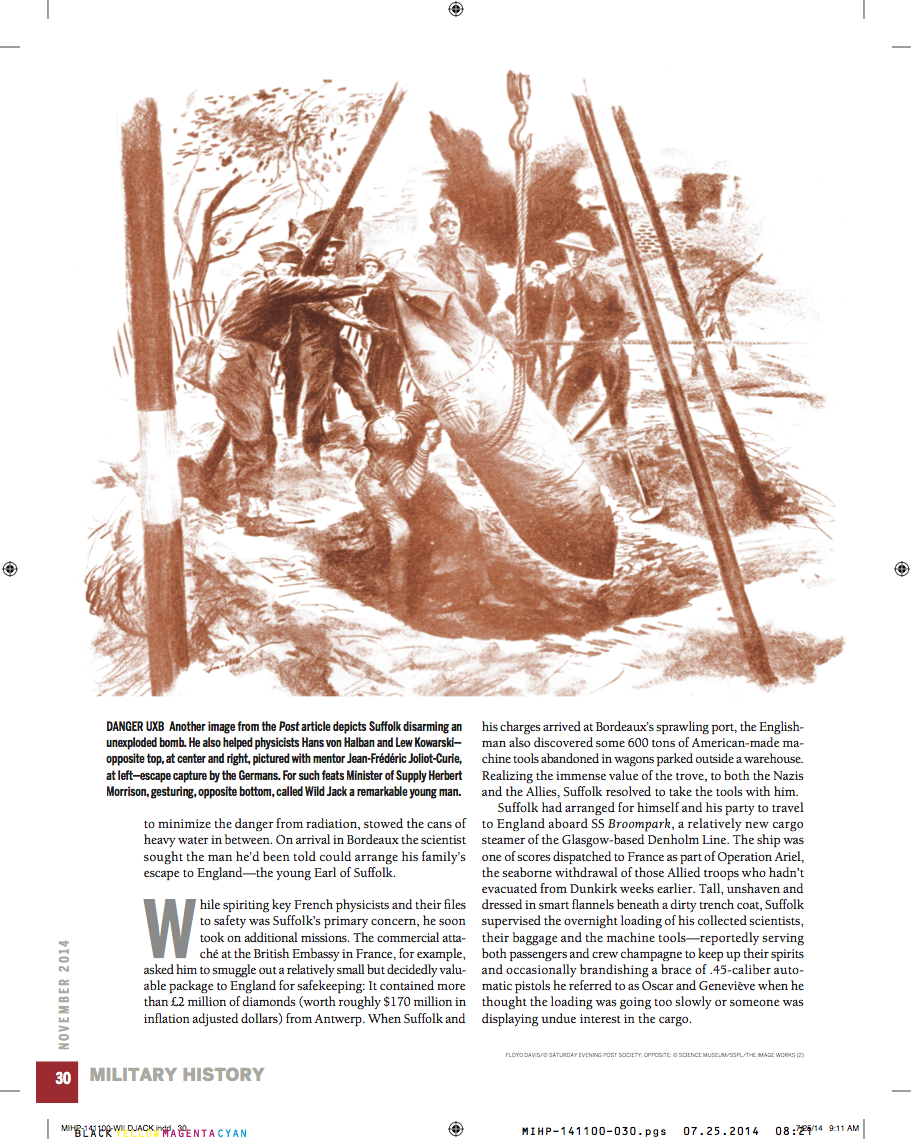 DANGER UXB Another image from the Post article depicts Suffolk disarming an
unexploded bomb. He also helped physicists Hans von Halban and Lew Kowarski—
opposite top, at center and right, pictured with mentor Jean-Frédéric Joliot-Curie,
at left—escape capture by the Germans. For such feats Minister of Supply Herbert
Morrison, gesturing, opposite bottom, called Wild Jack a remarkable young man.
to minimize the danger from radiation, stowed the cans of
heavy water in between. On arrival in Bordeaux the scientist
sought the man he’d been told could arrange his family’s
escape to England—the young Earl of Suffolk.
While spiriting key French physicists and their files
to safety was Suffolk’s primary concern, he soon
took on additional missions. The commercial atta-
ché at the British Embassy in France, for example,
asked him to smuggle out a relatively small but decidedly valu-
able package to England for safekeeping: It contained more
than £2 million of diamonds (worth roughly $170 million in
inflation adjusted dollars) from Antwerp. When Suffolk and
his charges arrived at Bordeaux’s sprawling port, the English-
man also discovered some 600 tons of American-made ma-
chine tools abandoned in wagons parked outside a warehouse.
Realizing the immense value of the trove, to both the Nazis
and the Allies, Suffolk resolved to take the tools with him.
Suffolk had arranged for himself and his party to travel
to England aboard SS Broompark, a relatively new cargo
steamer of the Glasgow-based Denholm Line. The ship was
one of scores dispatched to France as part of Operation Ariel,
the seaborne withdrawal of those Allied troops who hadn’t
evacuated from Dunkirk weeks earlier. Tall, unshaven and
dressed in smart flannels beneath a dirty trench coat, Suffolk
supervised the overnight loading of his collected scientists,
their baggage and the machine tools—reportedly serving
both passengers and crew champagne to keep up their spirits
and occasionally brandishing a brace of .45-caliber auto-
matic pistols he referred to as Oscar and Geneviève when he
thought the loading was going too slowly or someone was
displaying undue interest in the cargo.
FLOYD DAVIS/© SATURDAY EVENING POST SOCIETY; OPPOSITE: © SCIENCE MUSEUM/SSPL/THE IMAGE WORKS (2)
NOVEMBER 2014
30 MILITARY HISTORY
MIHP-141100-WILDJACK.indd 30
9:11 AM
BLACK YELLOW MAGENTA CYAN
MIHP-141100-030.pgs 07.25.2014